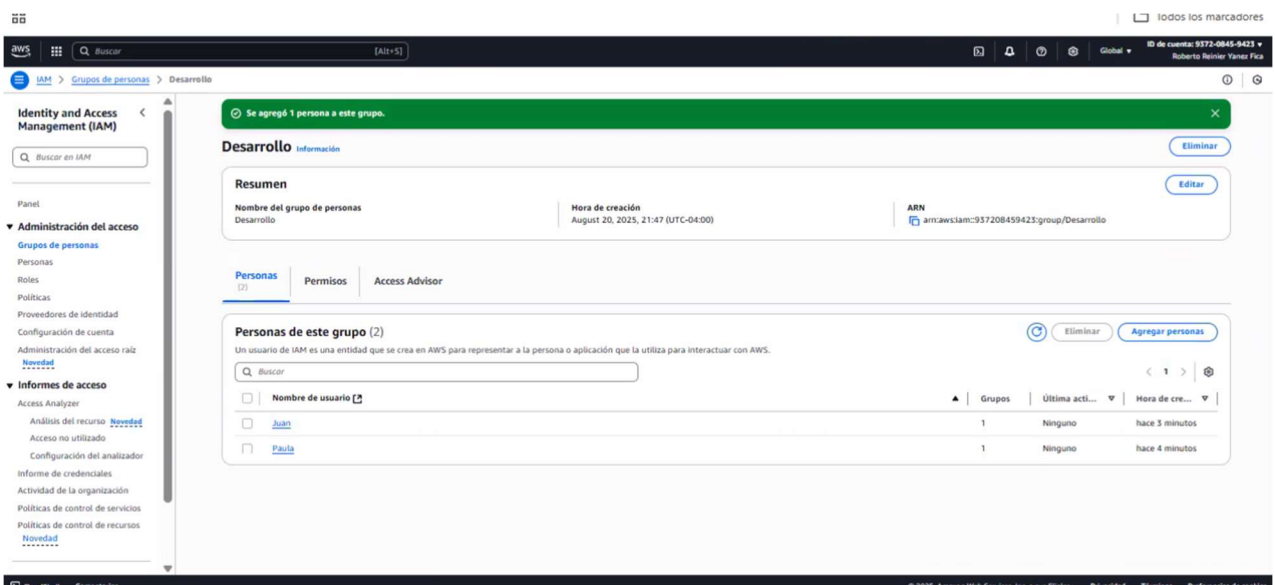 Todos los marcadores
aws Buscar [Alt+S] Global ID de cuenta: 9372-0845-9423
Roberto Reinier Yanez Fica
IAM > Grupos de personas > Desarrollo
Identity and Access
Management (IAM)
Buscar en IAM
Panel
Administración del acceso
Grupos de personas
Personas
Roles
Políticas
Proveedores de identidad
Configuración de cuenta
Administración del acceso raíz
Novedad
Informes de acceso
Access Analyzer
Análisis del recurso Novedad
Acceso no utilizado
Configuración del analizador
Informe de credenciales
Actividad de la organización
Políticas de control de servicios
Políticas de control de recursos
Novedad
Se agregó 1 persona a este grupo.
Desarrollo Información Eliminar
Resumen Editar
Nombre del grupo de personas Hora de creación ARN
Desarrollo August 20, 2025, 21:47 (UTC-04:00) arn:aws:iam::937208459423:group/Desarrollo
Personas Permisos Access Advisor
(2)
Personas de este grupo (2) Eliminar Agregar personas
Un usuario de IAM es una entidad que se crea en AWS para representar a la persona o aplicación que la utiliza para interactuar con AWS.
Buscar < 1 >
Nombre de usuario Grupos Última acti... Hora de cre...
Juan 1 Ninguno hace 3 minutos
Paula 1 Ninguno hace 4 minutos